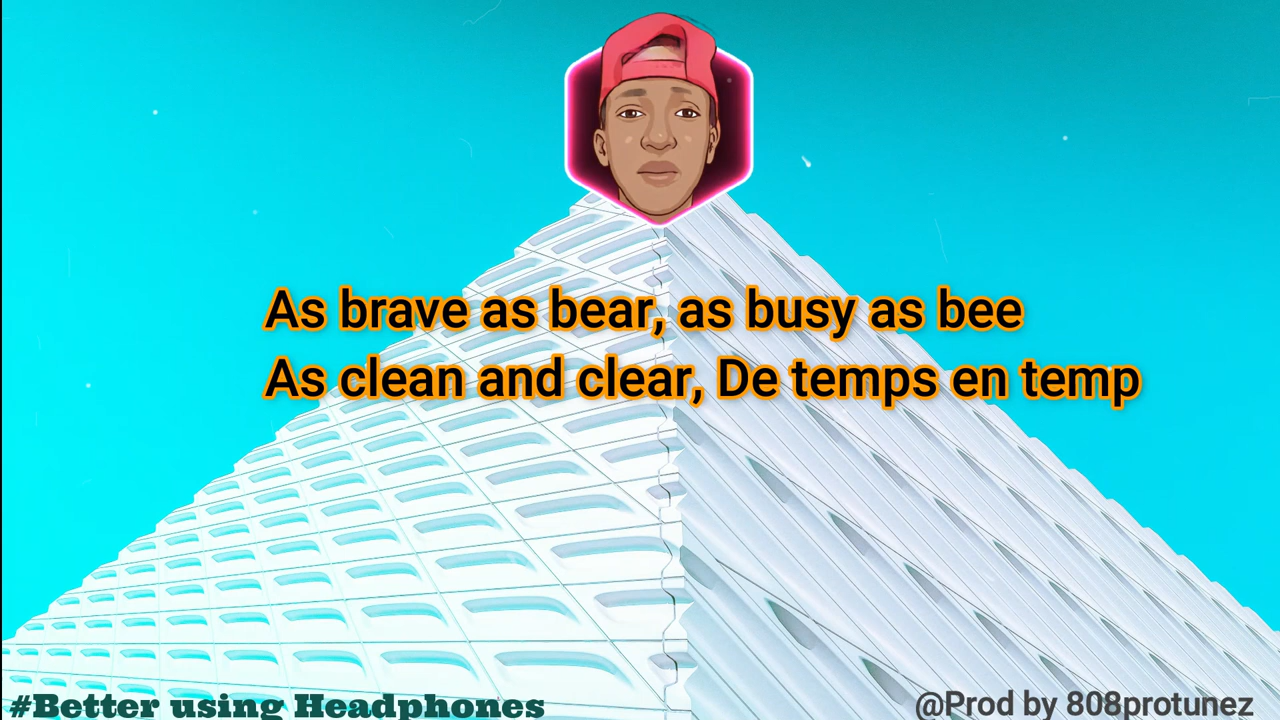 As brave as bear, as busy as bee
As clean and clear, De temps en temp
#Better using Headphones
@Prod by 808protunez